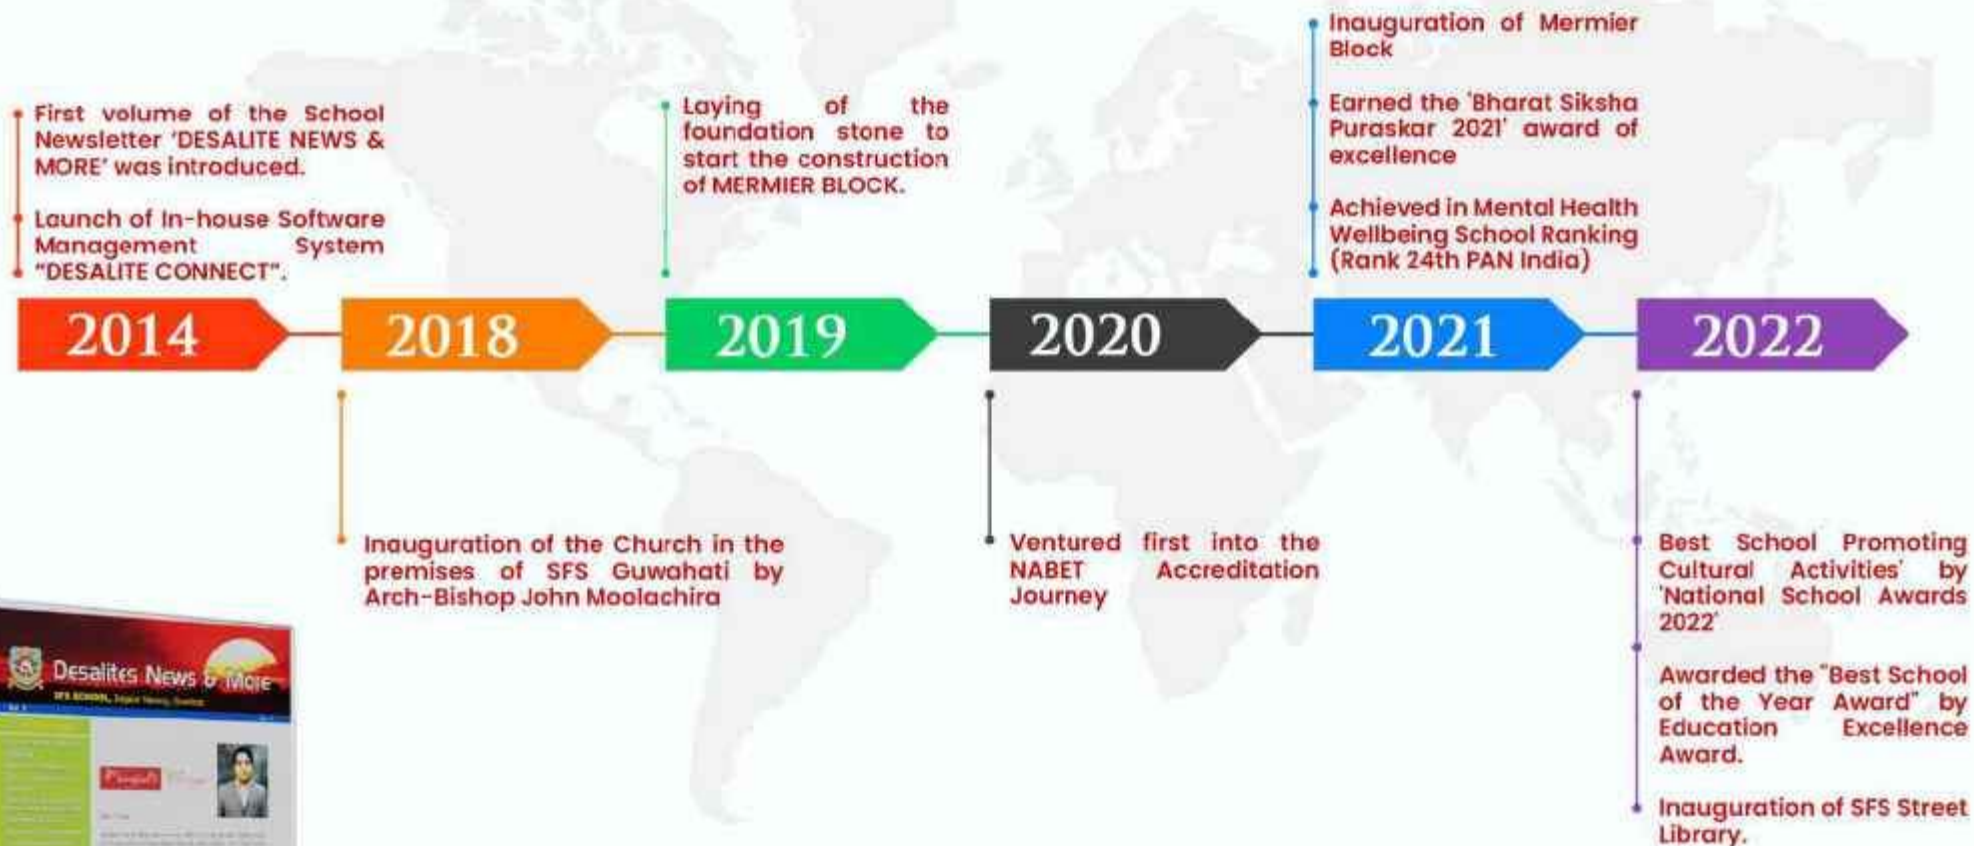 First volume of the School
Newsletter 'DESALITE NEWS &
MORE' was introduced.
Launch of In-house Software
Management System
"DESALITE CONNECT".
Laying of the
foundation stone to
start the construction
of MERMIER BLOCK.
Inauguration of Mermier
Block
Earned the 'Bharat Siksha
Puraskar 2021' award of
excellence
Achieved in Mental Health
Wellbeing School Ranking
(Rank 24th PAN India)
2014
2018
2019
2020
2021
2022
Inauguration of the Church in the
premises of SFS Guwahati by
Arch-Bishop John Moolachira
Ventured first into the
NABET Accreditation
Journey
Best School Promoting
Cultural Activities' by
'National School Awards
2022'
Awarded the "Best School
of the Year Award" by
Education Excellence
Award.
Inauguration of SFS Street
Library.
Desalites News & More
SFS SCHOOL,